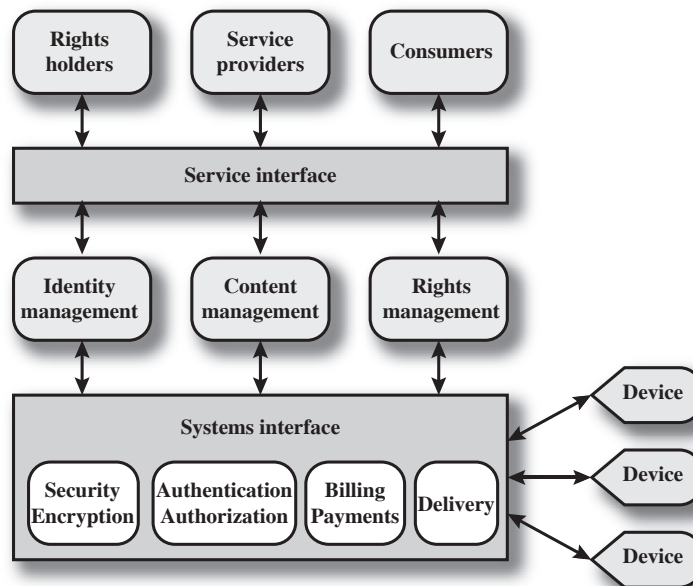 Rights
holders
Service
providers
Consumers
Service interface
Identity
management
Content
management
Rights
management
Systems interface
Security
Encryption
Authentication
Authorization
Billing
Payments
Delivery
Device
Device
Device